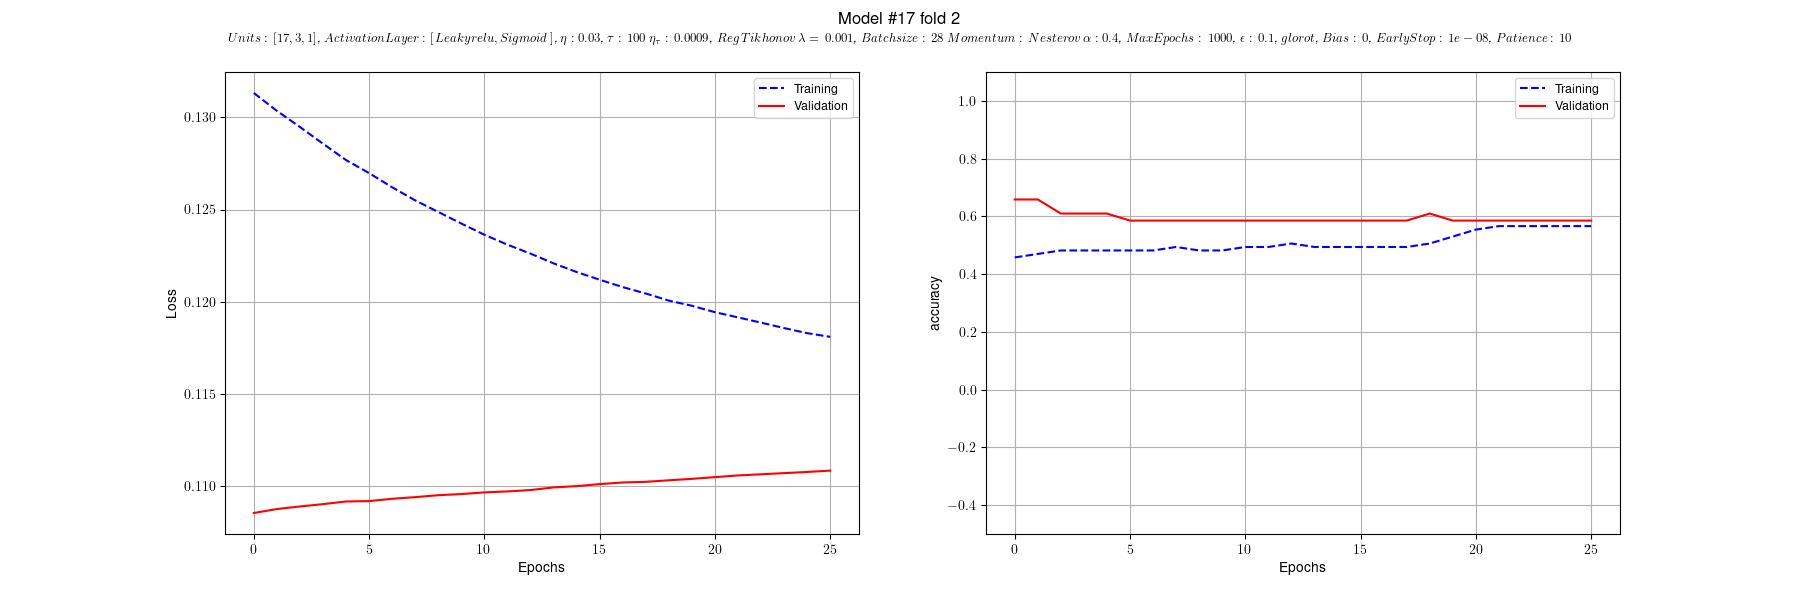 Model #17 fold 2
Units : [17, 3, 1], ActivationLayer : [Leakyrelu, Sigmoid ], η : 0.03, τ : 100 ητ : 0.0009, RegTikhonov λ = 0.001, Batchsize : 28 Momentum : Nesterov α : 0.4, MaxEpochs : 1000, ϵ : 0.1, glorot, Bias : 0, EarlyStop : 1e − 08, Patience : 10
Training
Validation
0.130
0.125
0.120
0.115
0.110
Loss
0 5 10 15 20 25
Epochs
Training
Validation
1.0
0.8
0.6
0.4
0.2
0.0
−0.2
−0.4
accuracy
0 5 10 15 20 25
Epochs